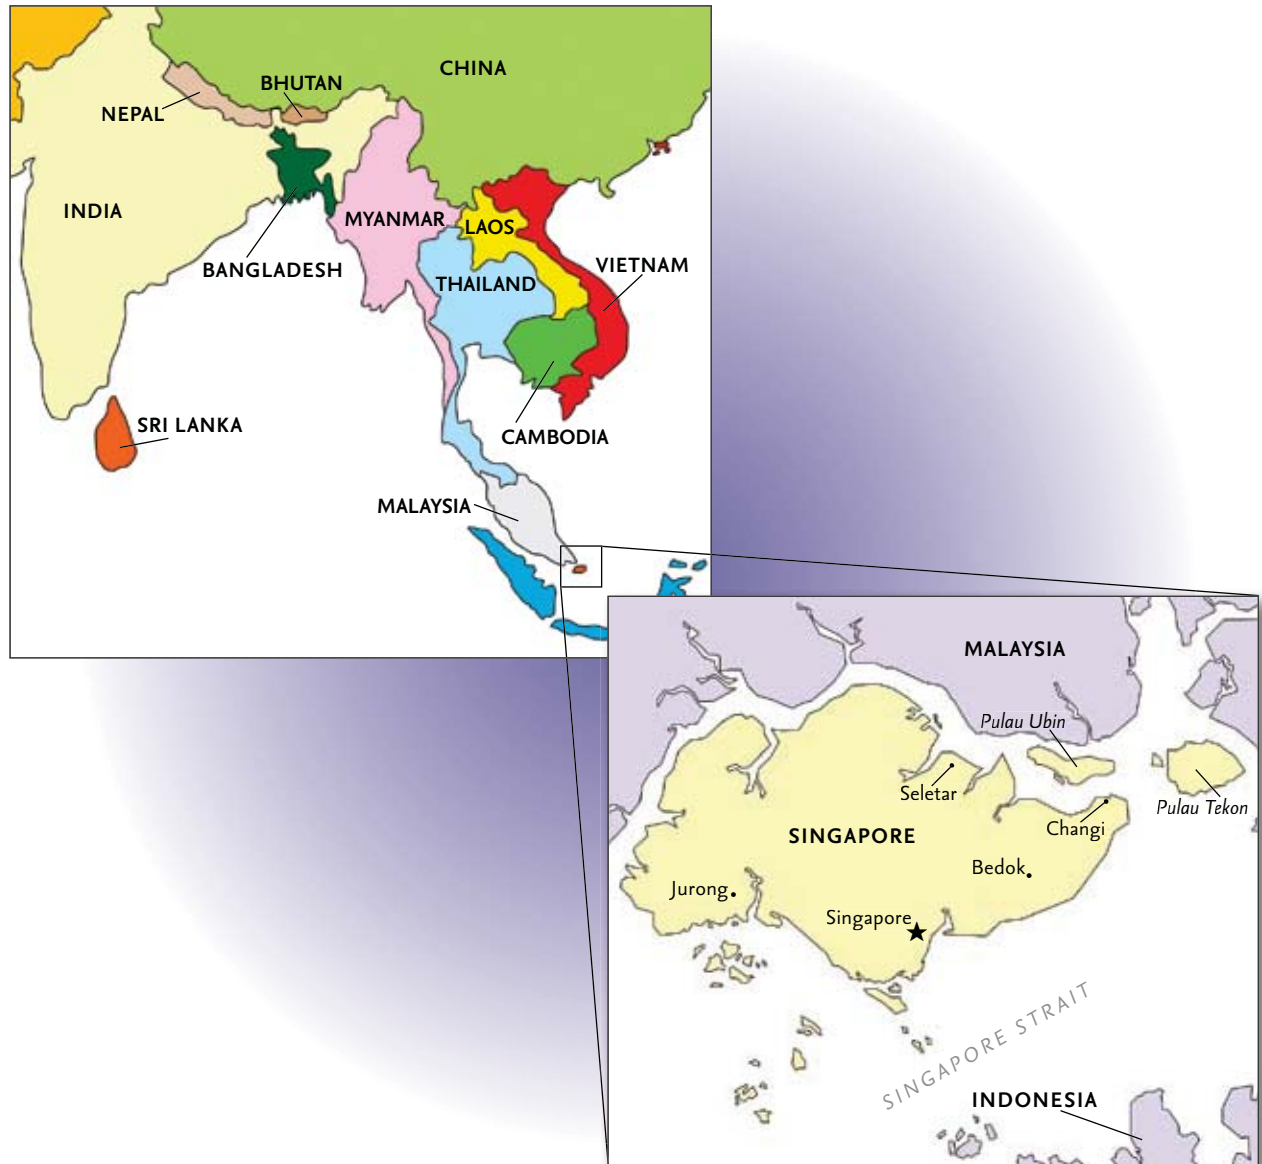 CHINA
BHUTAN
NEPAL
INDIA
MYANMAR
LAOS
BANGLADESH
VIETNAM
THAILAND
SRI LANKA
CAMBODIA
MALAYSIA
MALAYSIA
Pulau Ubin
Seletar
Pulau Tekon
Changi
SINGAPORE
Bedok
Jurong
Singapore
SINGAPORE STRAIT
INDONESIA